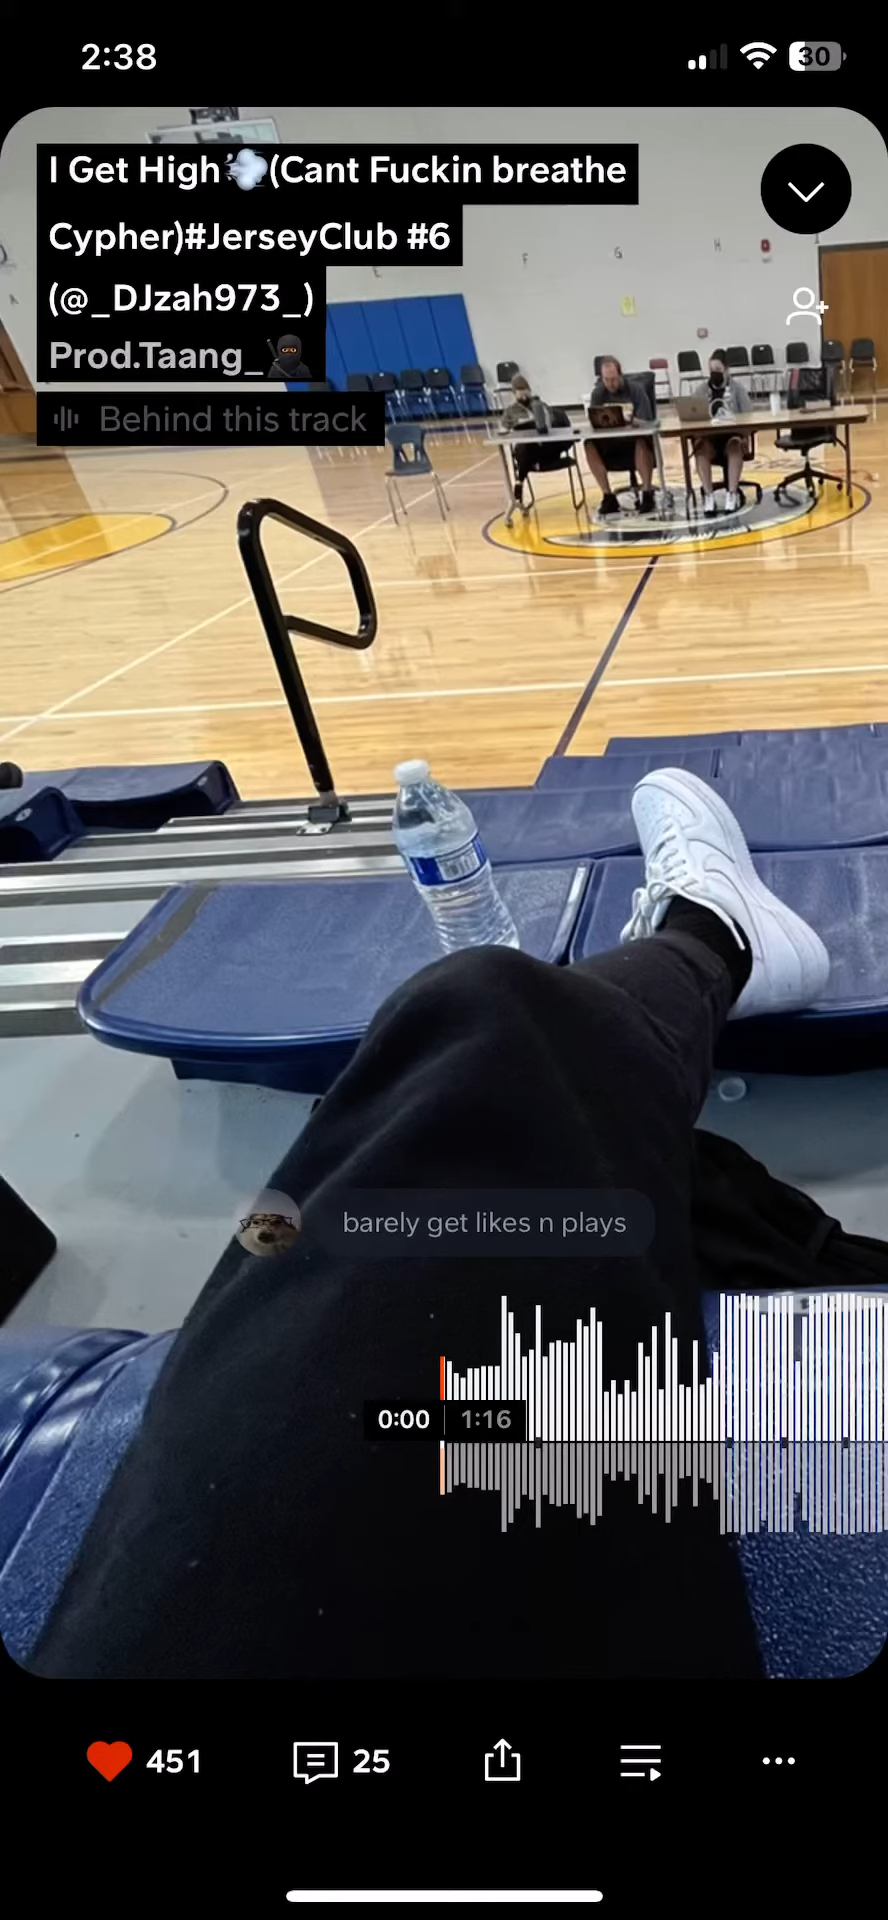 2:38
30
I Get High💨(Cant Fuckin breathe
Cypher)#JerseyClub #6
(@_DJzah973_)
Prod.Taang_🥷
Behind this track
A
E
F
G
H
barely get likes n plays
0:00 | 1:16
451
25